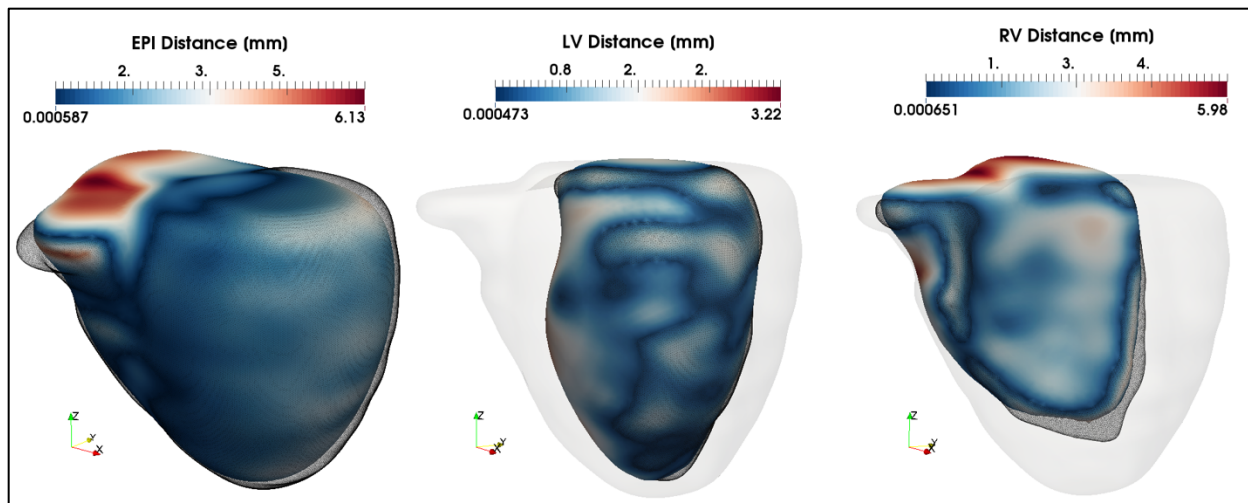 EPI Distance (mm)
2. 3. 5.
0.000587 6.13
LV Distance (mm)
0.8 2. 2.
0.000473 3.22
RV Distance (mm)
1. 3. 4.
0.000651 5.98
Z
Y
X
Z
Y
X
Z
Y
X